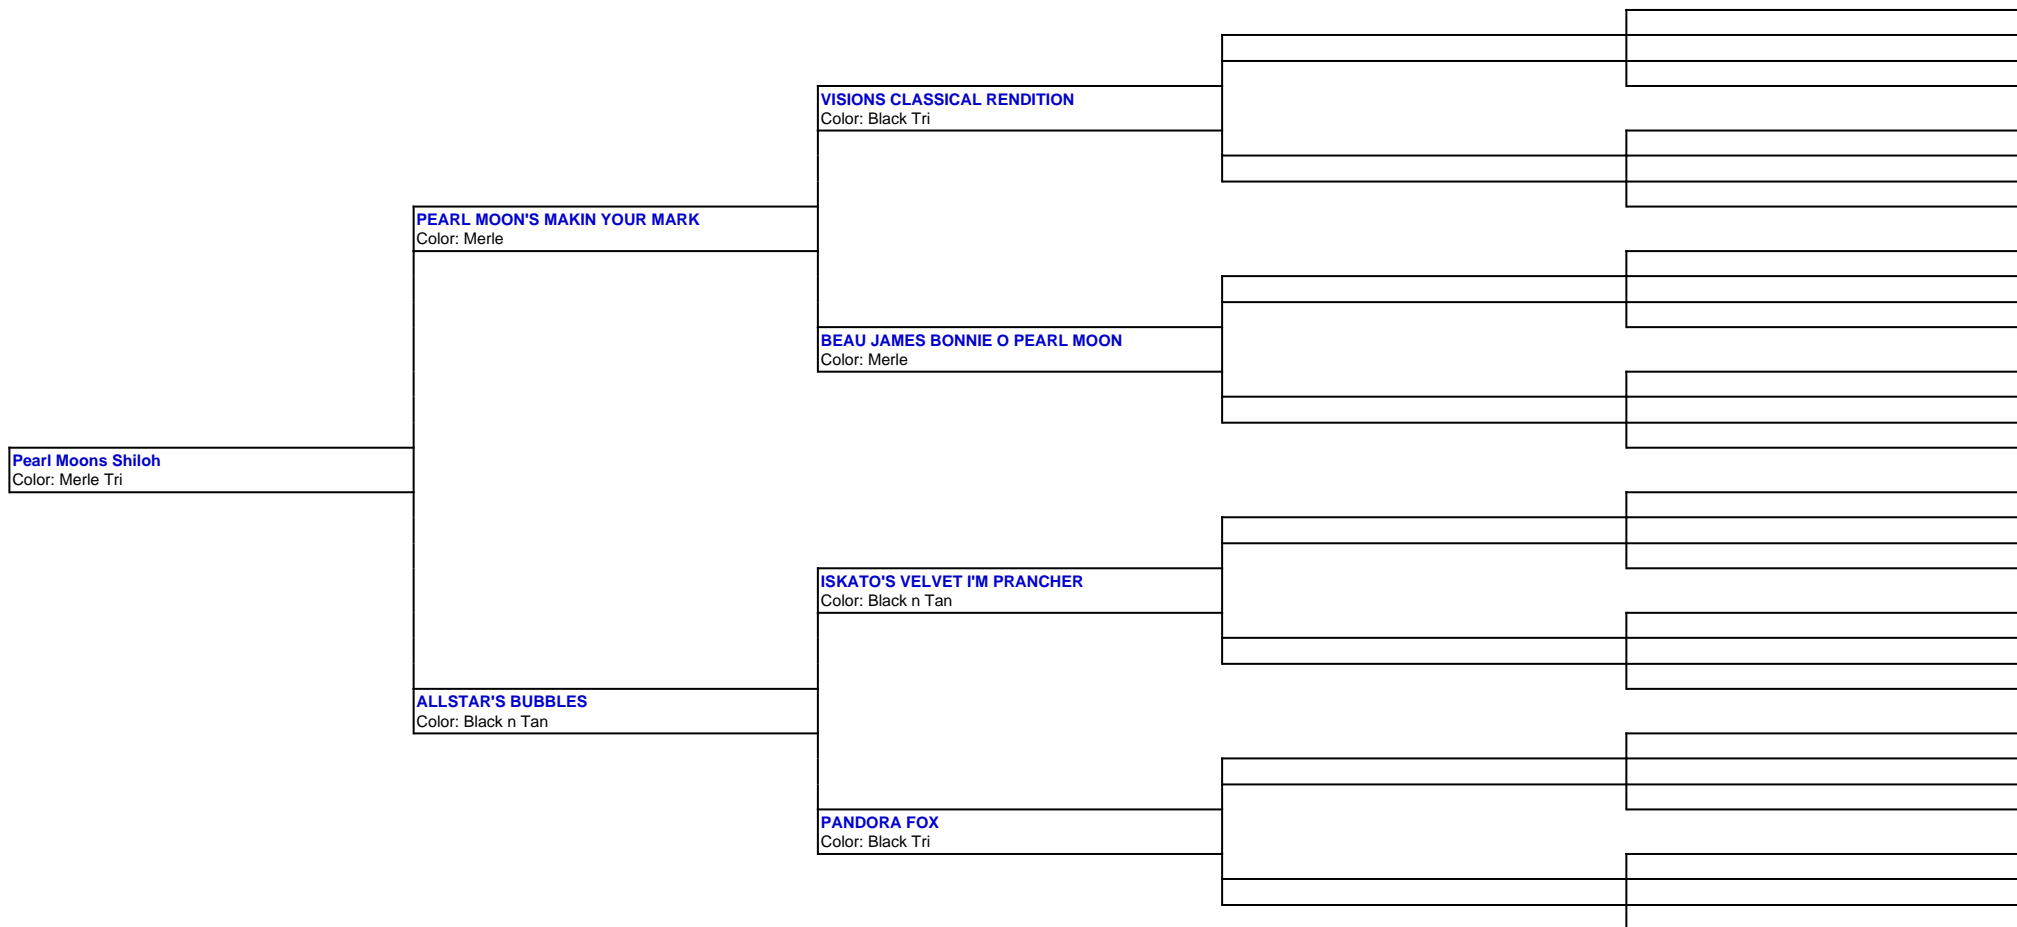 VISIONS CLASSICAL RENDITION
Color: Black Tri
PEARL MOON'S MAKIN YOUR MARK
Color: Merle
BEAU JAMES BONNIE O PEARL MOON
Color: Merle
Pearl Moons Shiloh
Color: Merle Tri
ISKATO'S VELVET I'M PRANCHER
Color: Black n Tan
ALLSTAR'S BUBBLES
Color: Black n Tan
PANDORA FOX
Color: Black Tri